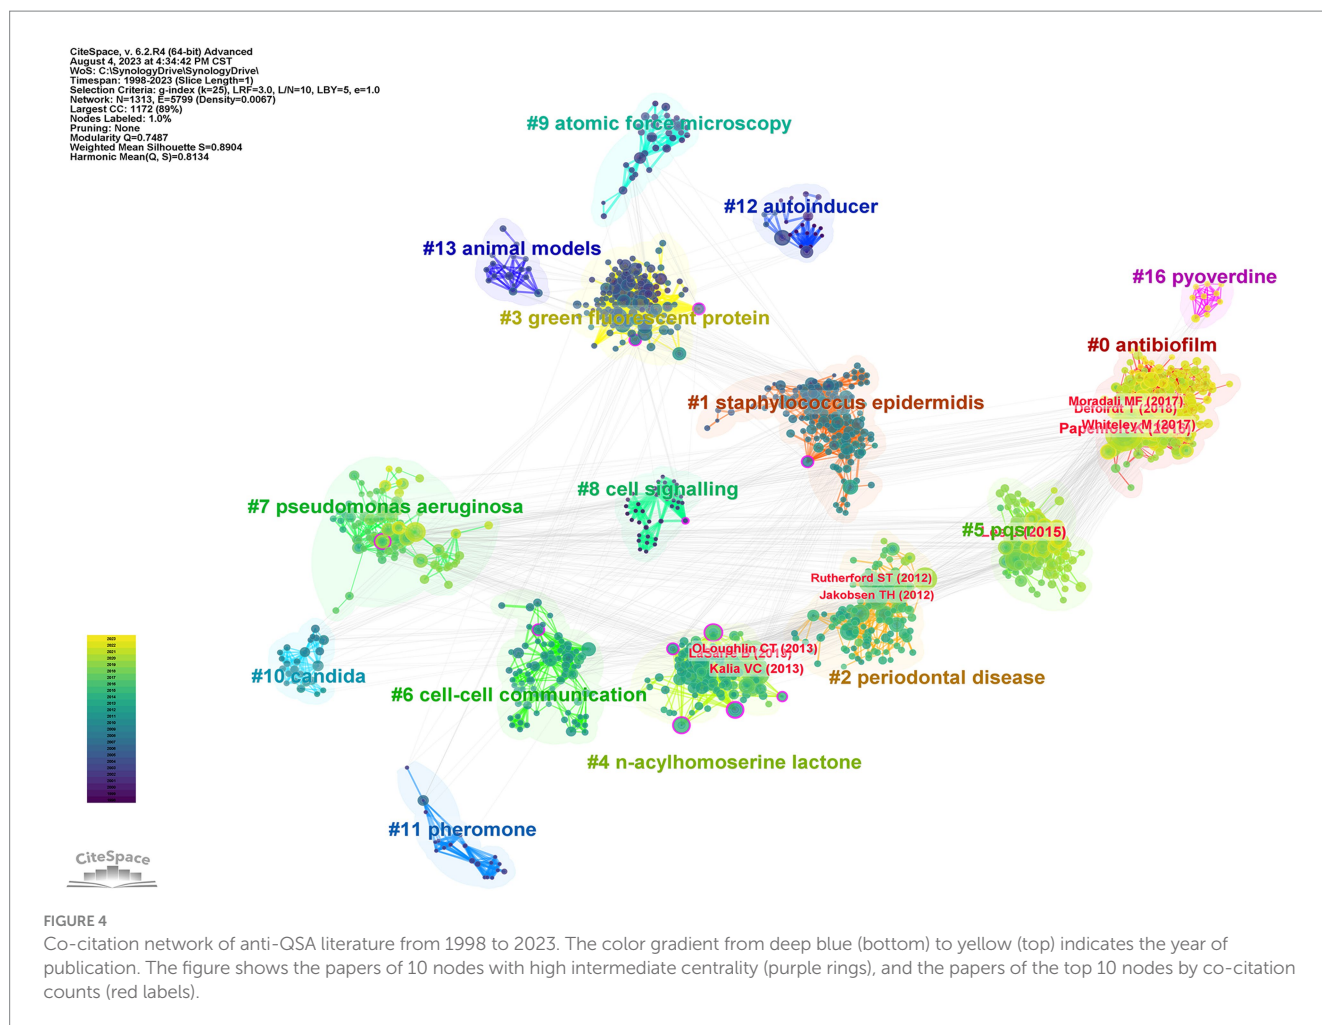 CiteSpace, v. 6.2.R4 (64-bit) Advanced
August 4, 2023 at 4:34:42 PM CST
WoS: C:\SynologyDrive\SynologyDrive\
Timespan: 1998-2023 (Slice Length=1)
Selection Criteria: g-index (k=25), LRF=3.0, L/N=10, LBY=5, e=1.0
Network: N=1313, E=5799 (Density=0.0067)
Largest CC: 1172 (89%)
Nodes Labeled: 1.0%
Pruning: None
Modularity Q=0.7487
Weighted Mean Silhouette S=0.8904
Harmonic Mean(Q, S)=0.8134
#9 atomic force microscopy
#12 autoinducer
#13 animal models
#16 pyoverdine
#3 green fluorescent protein
#0 antibiofilm
Moradali MF (2017)
Defoirdt T (2018)
Whiteley M (2017)
(2016)
#1 staphylococcus epidermidis
#8 cell signalling
#7 pseudomonas aeruginosa
#5 pqsr
(2015)
Rutherford ST (2012)
Jakobsen TH (2012)
OLoughlin CT (2013)
Kalia VC (2013)
#10 candida
#2 periodontal disease
#6 cell-cell communication
#4 n-acylhomoserine lactone
#11 pheromone
CiteSpace
FIGURE 4
Co-citation network of anti-QSA literature from 1998 to 2023. The color gradient from deep blue (bottom) to yellow (top) indicates the year of
publication. The figure shows the papers of 10 nodes with high intermediate centrality (purple rings), and the papers of the top 10 nodes by co-citation
counts (red labels).